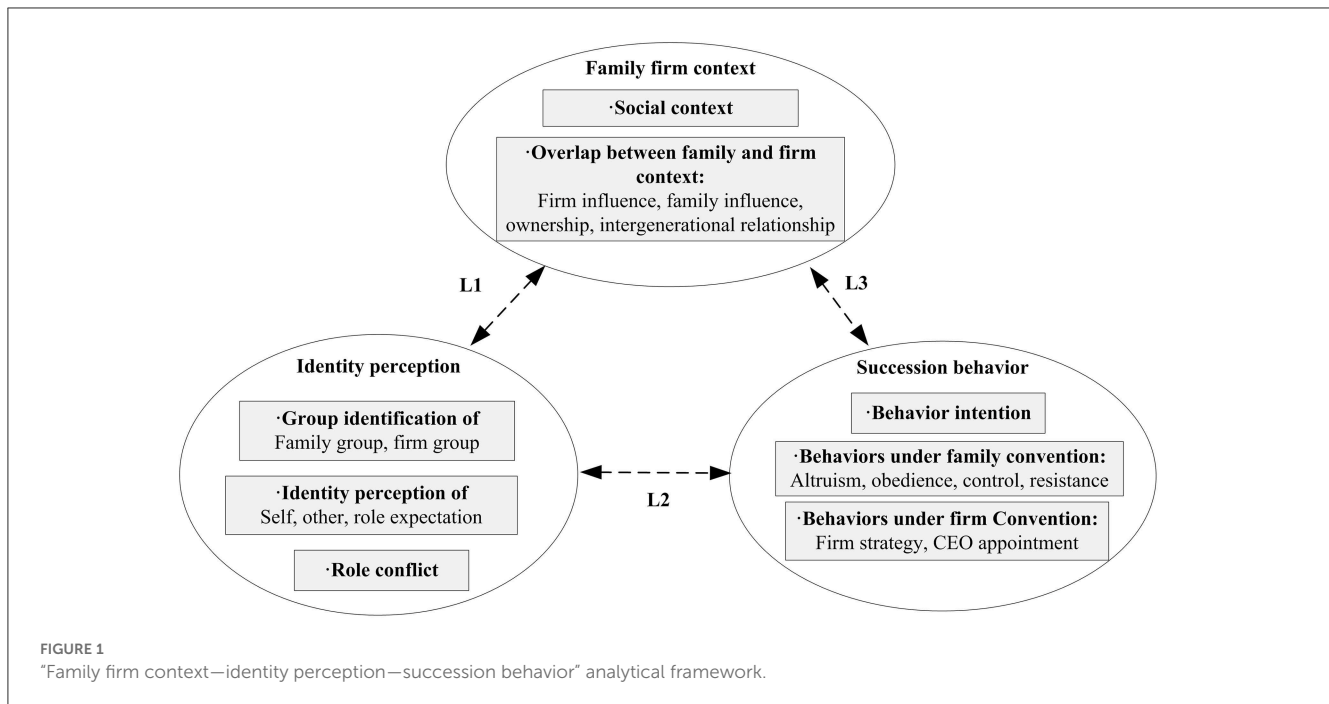 Family firm context
·Social context
·Overlap between family and firm
context:
Firm influence, family influence,
ownership, intergenerational relationship
L1
L3
Identity perception
·Group identification of
Family group, firm group
·Identity perception of
Self, other, role expectation
·Role conflict
L2
Succession behavior
·Behavior intention
·Behaviors under family convention:
Altruism, obedience, control, resistance
·Behaviors under firm Convention:
Firm strategy, CEO appointment
FIGURE 1
"Family firm context—identity perception—succession behavior" analytical framework.